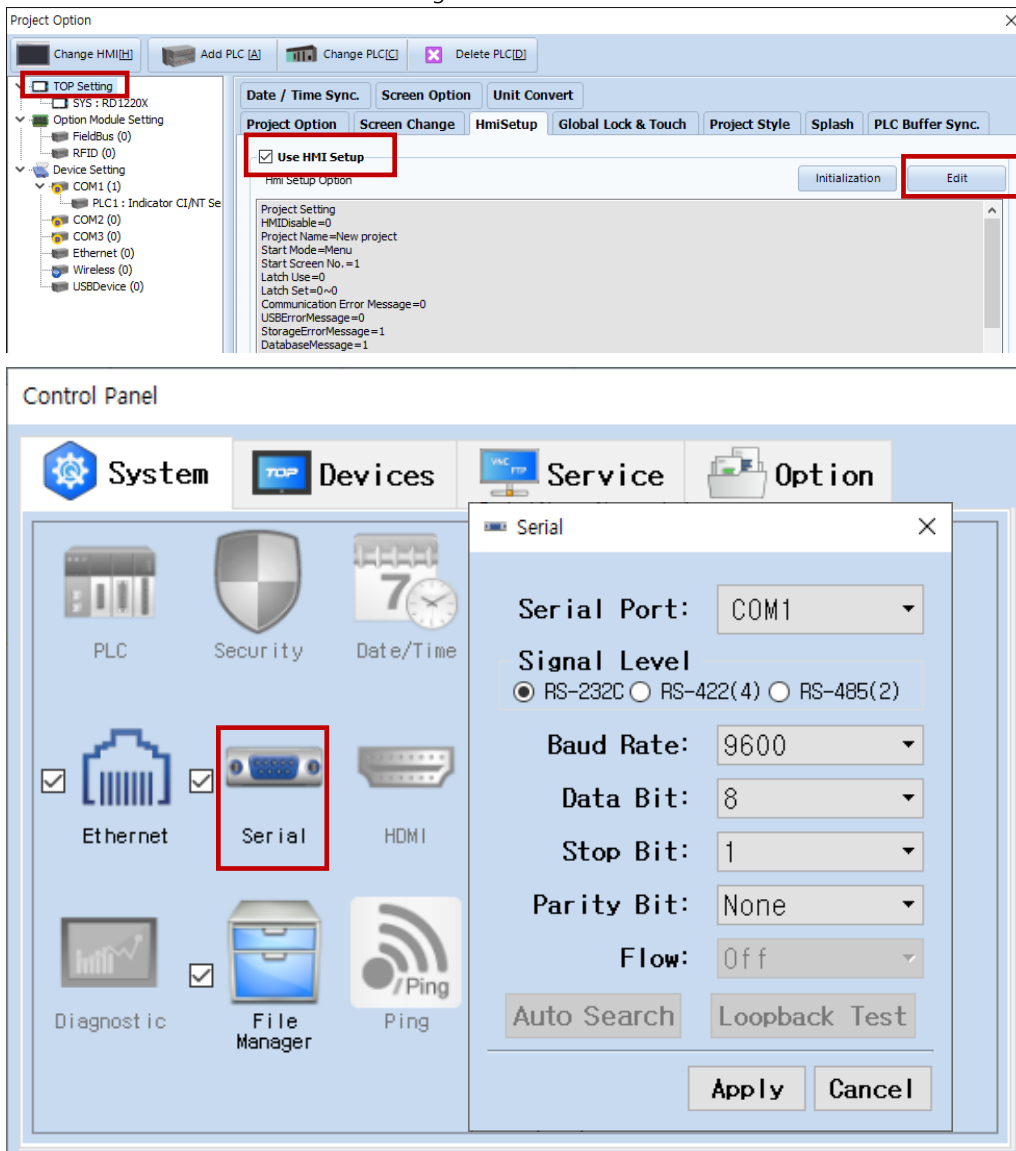 Project Option
Change HMI[H] Add PLC [A] Change PLC[C] Delete PLC[D]
TOP Setting
SYS : RD1220X
Option Module Setting
FieldBus (0)
RFID (0)
Device Setting
COM1 (1)
PLC1 : Indicator CI/NT Se
COM2 (0)
COM3 (0)
Ethernet (0)
Wireless (0)
USBDevice (0)
Date / Time Sync. Screen Option Unit Convert
Project Option Screen Change HmiSetup Global Lock & Touch Project Style Splash PLC Buffer Sync.
Use HMI Setup
Hmi Setup Option
Initialization Edit
Project Setting
HMIDisable=0
Project Name=New project
Start Mode=Menu
Start Screen No.=1
Latch Use=0
Latch Set=0~0
Communication Error Message=0
USBErrorMessage=0
StorageErrorMessage=1
DatabaseMessage=1
Control Panel
System Devices Service Option
TOP
VNC
FTP
PLC Security Date/Time
7
Ethernet Serial HDMI
Diagnostic File Manager Ping
/Ping
Serial
Serial Port: COM1
Signal Level
RS-232C RS-422(4) RS-485(2)
Baud Rate: 9600
Data Bit: 8
Stop Bit: 1
Parity Bit: None
Flow: Off
Auto Search Loopback Test
Apply Cancel